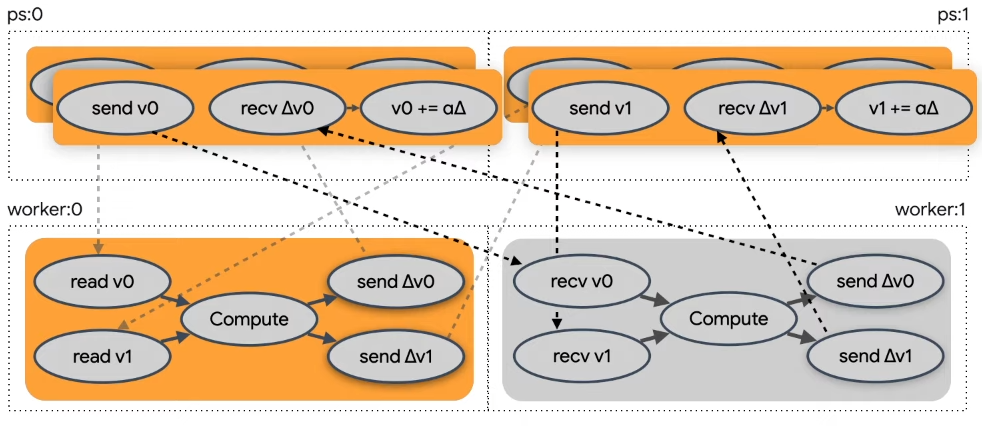 ps:0
ps:1
send v0
recv Δv0
v0 += αΔ
send v1
recv Δv1
v1 += αΔ
worker:0
worker:1
read v0
send Δv0
Compute
read v1
send Δv1
recv v0
send Δv0
Compute
recv v1
send Δv1